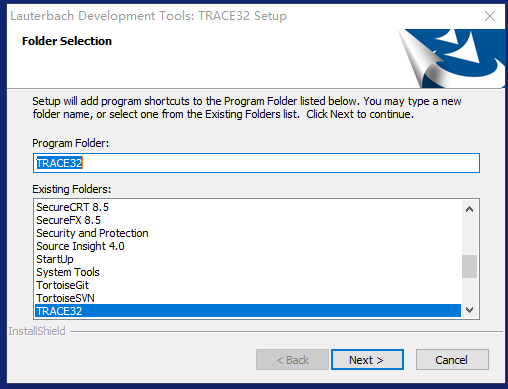 Lauterbach Development Tools: TRACE32 Setup
Folder Selection
Setup will add program shortcuts to the Program Folder listed below. You may type a new
folder name, or select one from the Existing Folders list. Click Next to continue.
Program Folder:
TRACE32
Existing Folders:
SecureCRT 8.5
SecureFX 8.5
Security and Protection
Source Insight 4.0
StartUp
System Tools
TortoiseGit
TortoiseSVN
TRACE32
InstallShield
< Back
Next >
Cancel